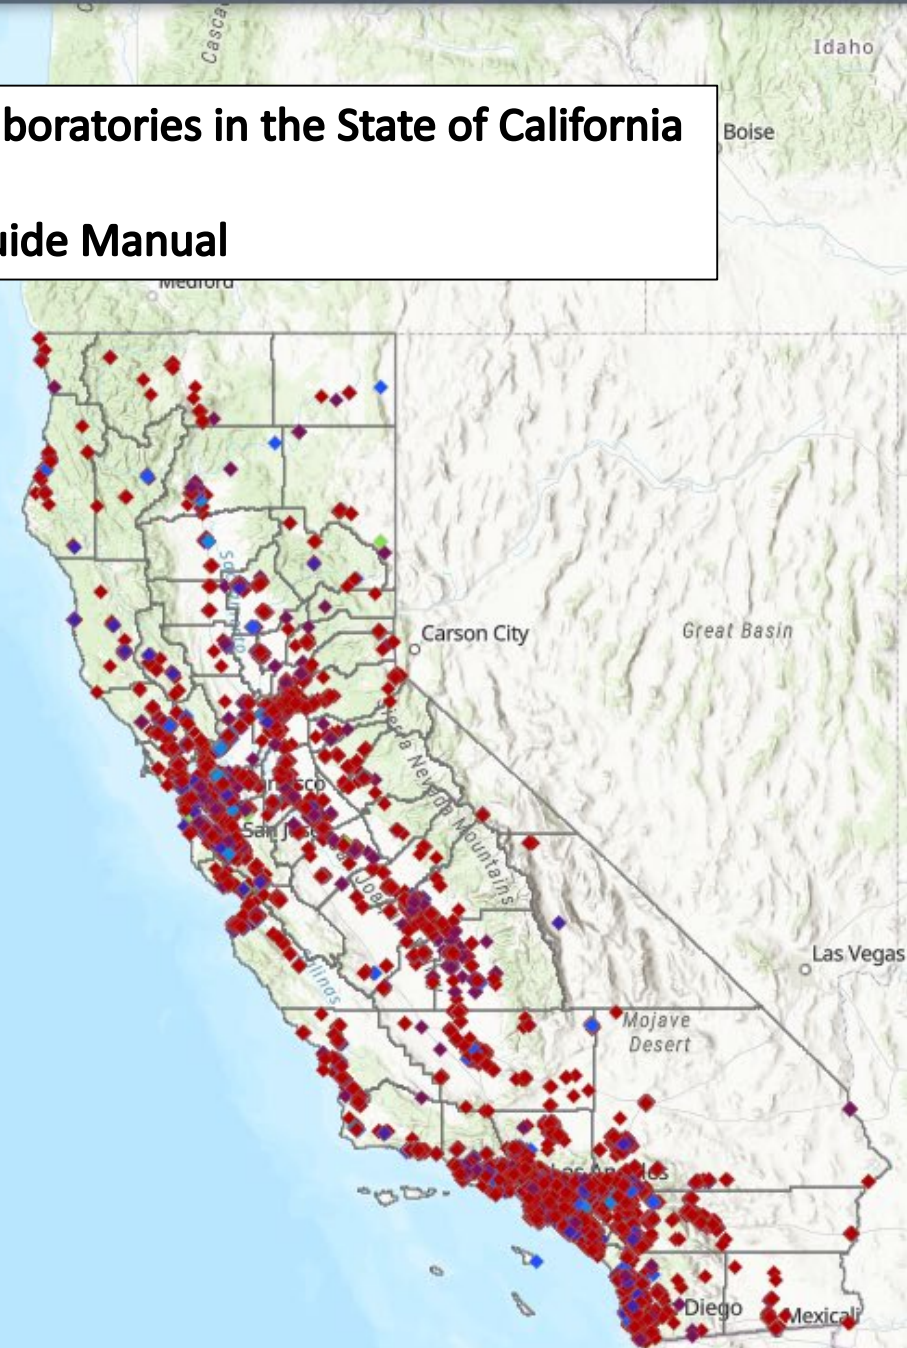 Idaho
boratories in the State of California
Boise
uide Manual
Medford
Carson City
Great Basin
Sierra Nevada Mountains
San Jose
Las Vegas
Salinas
Mojave
Desert
Los Angeles
Diego
Mexicali